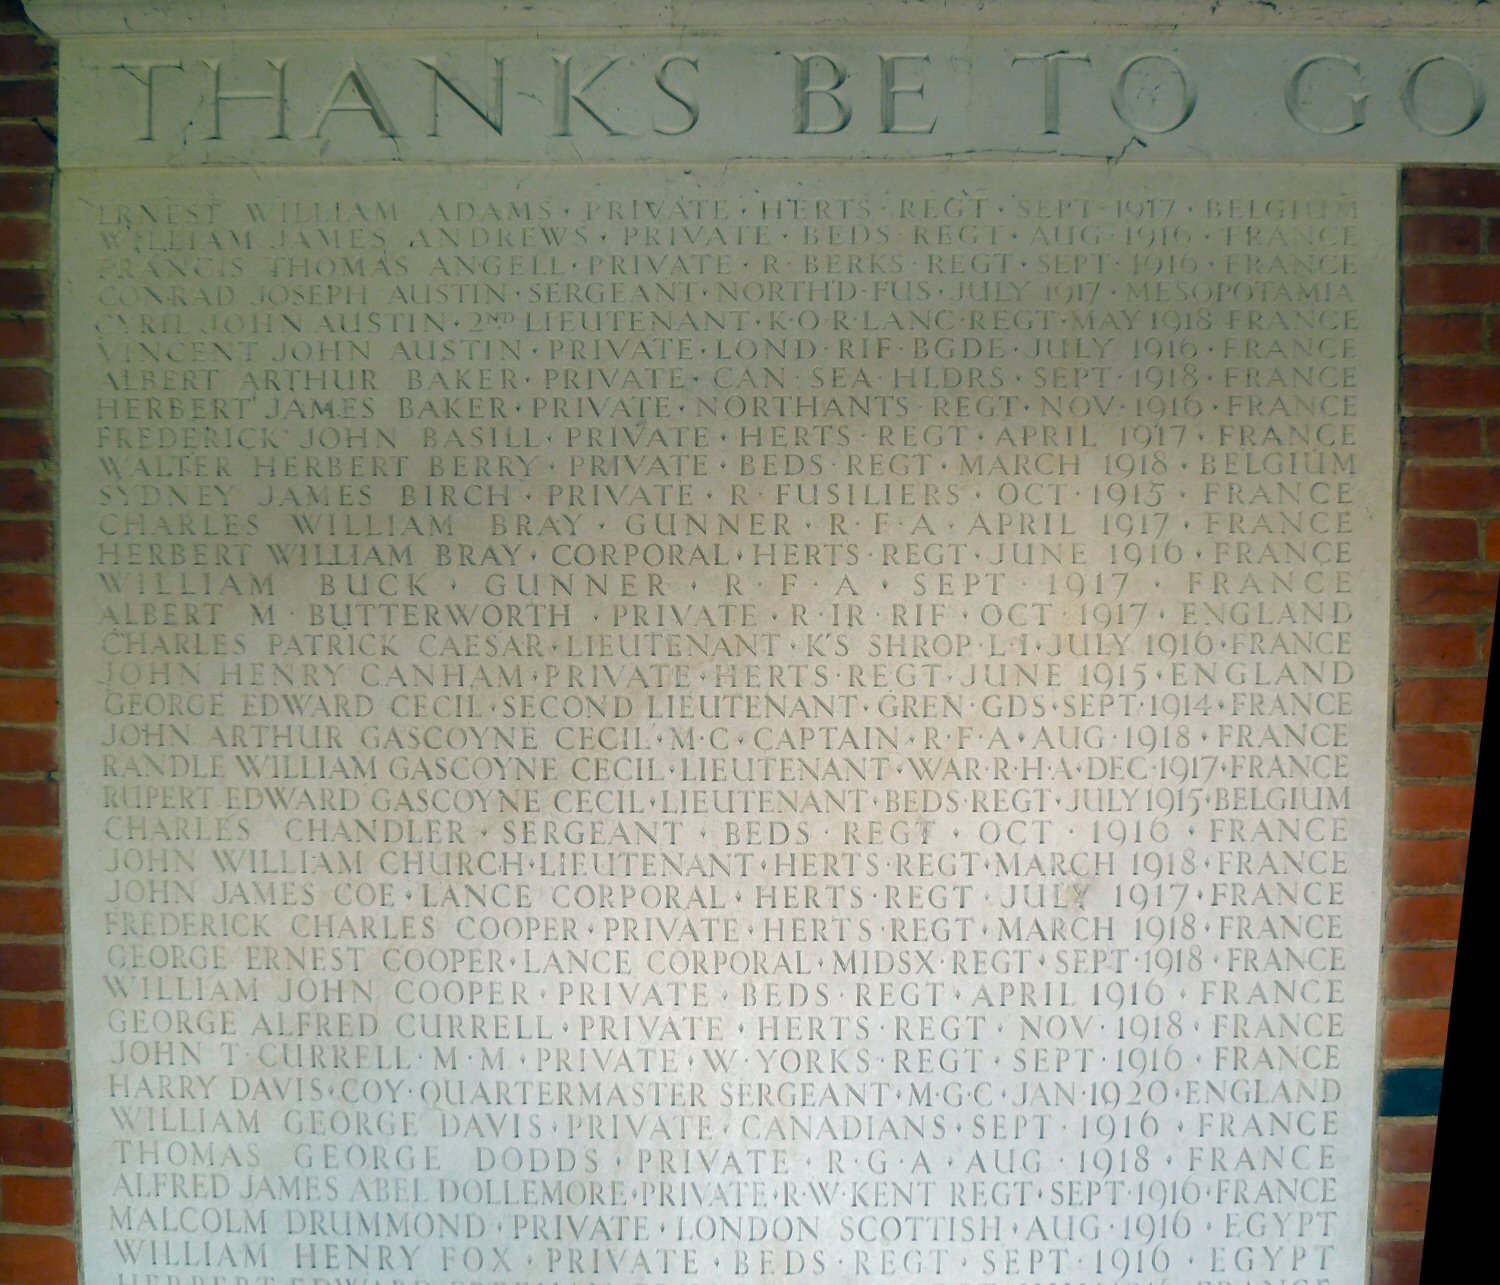 THANKS BE TO GO
ERNEST WILLIAM ADAMS · PRIVATE · HERTS · REGT · SEPT · 1917 · BELGIUM
WILLIAM JAMES ANDREWS · PRIVATE · BEDS · REGT · AUG · 1916 · FRANCE
FRANCIS THOMAS ANGELL · PRIVATE · R · BERKS · REGT · SEPT · 1916 · FRANCE
CONRAD JOSEPH AUSTIN · SERGEANT · NORTH'D · FUS · JULY 1917 · MESOPOTAMIA
CYRIL JOHN AUSTIN · 2ND LIEUTENANT · K·O·R·LANC·REGT·MAY 1918 FRANCE
VINCENT JOHN AUSTIN · PRIVATE · LOND · RIF · BGDE · JULY 1916 · FRANCE
ALBERT ARTHUR BAKER · PRIVATE · CAN · SEA · HLDRS · SEPT · 1918 · FRANCE
HERBERT JAMES BAKER · PRIVATE · NORTHANTS · REGT · NOV · 1916 · FRANCE
FREDERICK JOHN BASILL · PRIVATE · HERTS · REGT · APRIL 1917 · FRANCE
WALTER HERBERT BERRY · PRIVATE · BEDS · REGT · MARCH 1918 · BELGIUM
SYDNEY JAMES BIRCH · PRIVATE · R · FUSILIERS · OCT · 1915 · FRANCE
CHARLES WILLIAM BRAY · GUNNER · R · F · A · APRIL 1917 · FRANCE
HERBERT WILLIAM BRAY · CORPORAL · HERTS · REGT · JUNE 1916 · FRANCE
WILLIAM BUCK · GUNNER · R · F · A · SEPT · 1917 · FRANCE
ALBERT M · BUTTERWORTH · PRIVATE · R · IR · RIF · OCT · 1917 · ENGLAND
CHARLES PATRICK CAESAR · LIEUTENANT · K'S SHROP · L·I · JULY 1916 · FRANCE
JOHN HENRY CANHAM · PRIVATE · HERTS · REGT · JUNE 1915 · ENGLAND
GEORGE EDWARD CECIL · SECOND LIEUTENANT · GREN · GDS · SEPT · 1914 · FRANCE
JOHN ARTHUR GASCOYNE CECIL · M·C · CAPTAIN · R·F·A · AUG · 1918 · FRANCE
RANDLE WILLIAM GASCOYNE CECIL · LIEUTENANT · WAR·R·H·A · DEC · 1917 · FRANCE
RUPERT EDWARD GASCOYNE CECIL · LIEUTENANT · BEDS · REGT · JULY 1915 · BELGIUM
CHARLES CHANDLER · SERGEANT · BEDS · REGT · OCT · 1916 · FRANCE
JOHN WILLIAM CHURCH · LIEUTENANT · HERTS · REGT · MARCH 1918 · FRANCE
JOHN JAMES COE · LANCE CORPORAL · HERTS · REGT · JULY 1917 · FRANCE
FREDERICK CHARLES COOPER · PRIVATE · HERTS · REGT · MARCH 1918 · FRANCE
GEORGE ERNEST COOPER · LANCE CORPORAL · MIDSX · REGT · SEPT · 1918 · FRANCE
WILLIAM JOHN COOPER · PRIVATE · BEDS · REGT · APRIL 1916 · FRANCE
GEORGE ALFRED CURRELL · PRIVATE · HERTS · REGT · NOV · 1918 · FRANCE
JOHN T · CURRELL · M · M · PRIVATE · W · YORKS · REGT · SEPT · 1916 · FRANCE
HARRY DAVIS · COY · QUARTERMASTER SERGEANT · M·G·C · JAN · 1920 · ENGLAND
WILLIAM GEORGE DAVIS · PRIVATE · CANADIANS · SEPT · 1916 · FRANCE
THOMAS GEORGE DODDS · PRIVATE · R · G · A · AUG · 1918 · FRANCE
ALFRED JAMES ABEL DOLLEMORE · PRIVATE · R·W·KENT REGT · SEPT · 1916 · FRANCE
MALCOLM DRUMMOND · PRIVATE · LONDON SCOTTISH · AUG · 1916 · EGYPT
WILLIAM HENRY FOX · PRIVATE · BEDS · REGT · SEPT · 1916 · EGYPT
HERBERT EDWARD